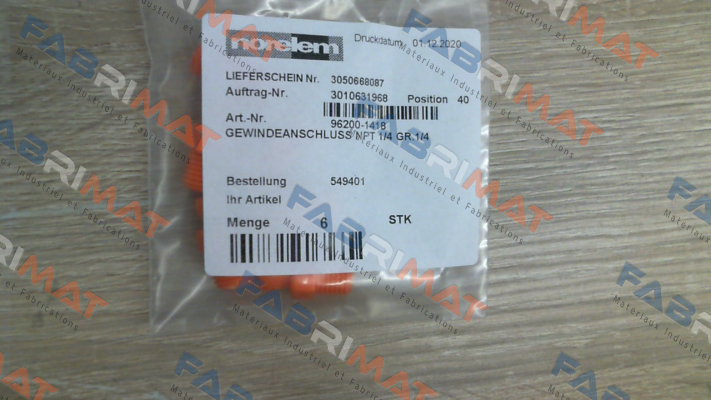 norelem
Druckdatum 01.12.2020
LIEFERSCHEIN Nr. 3050668087
Auftrag-Nr. 3010631968 Position 40
Art.-Nr. 96200-1418
GEWINDEANSCHLUSS NPT 1/4 GR.1/4
Bestellung 549401
Ihr Artikel
Menge 6 STK
FABRIMAT
Materiaux Industriel et Fabrications